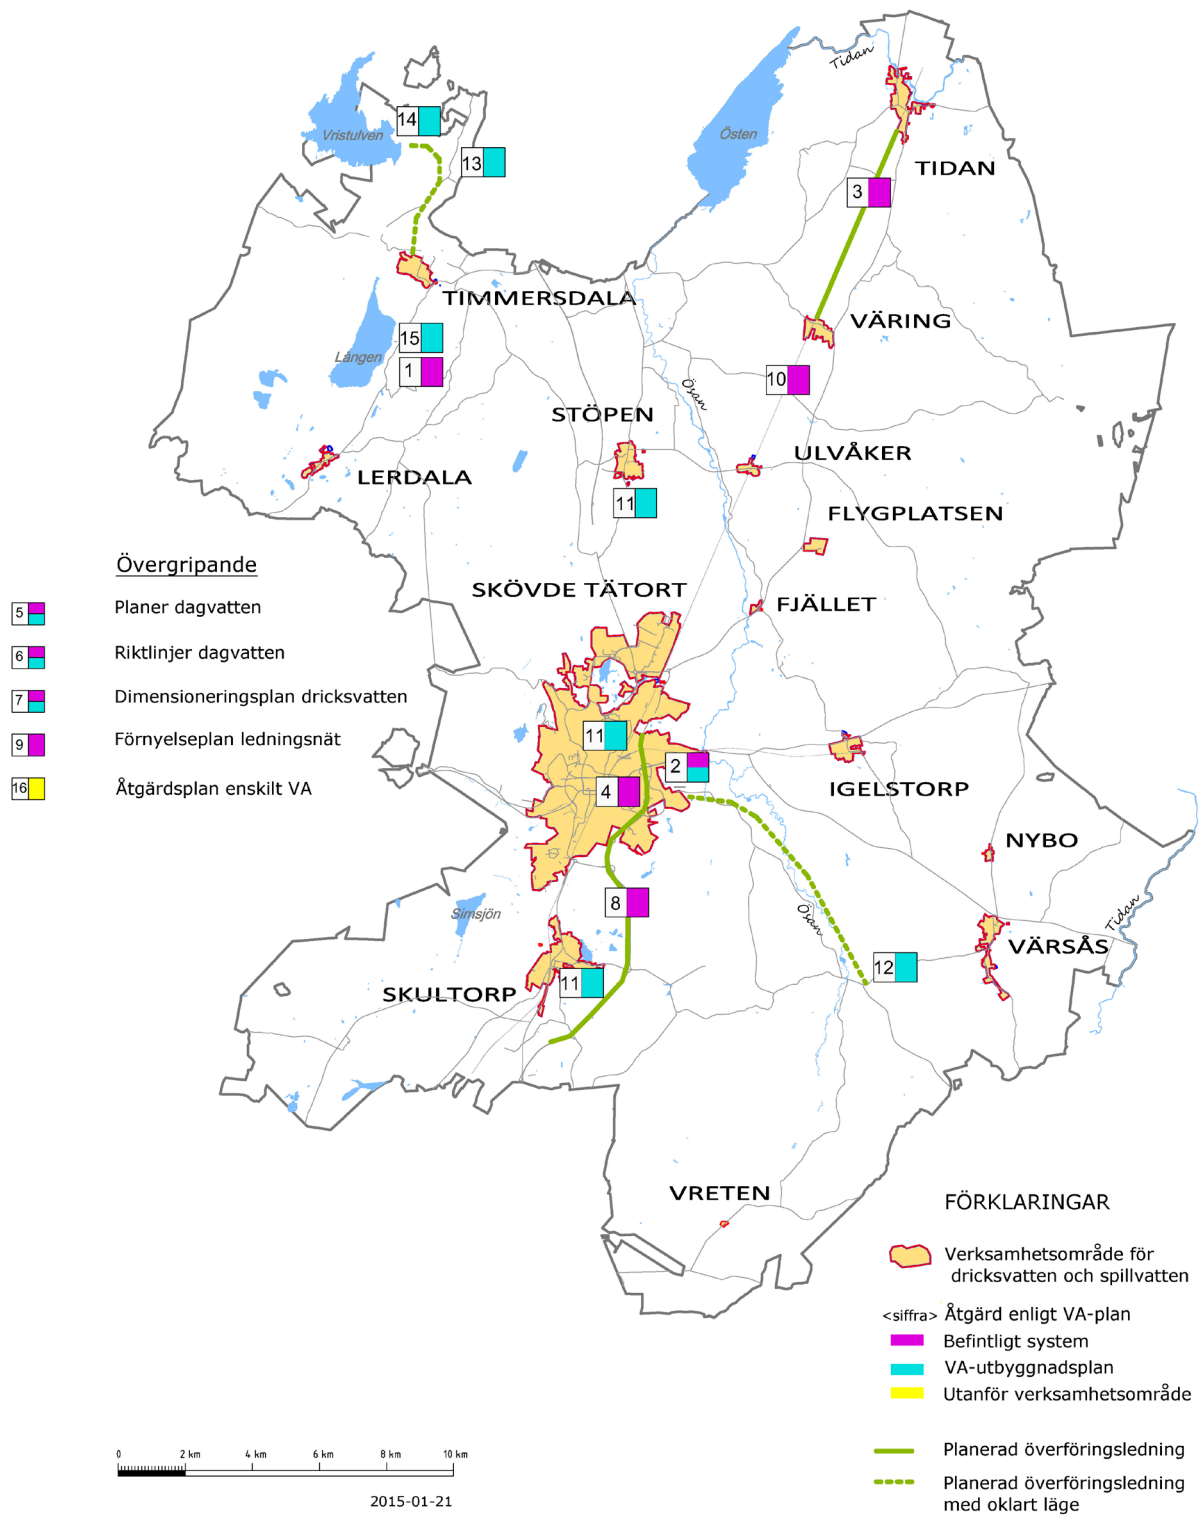 Tidan
Vristulven
14
13
Östen
TIDAN
3
TIMMERSDALA
VÄRING
15
Lången
1
10
Ösan
STÖPEN
ULVÅKER
LERDALA
11
FLYGPLATSEN
Övergripande
5 Planer dagvatten
6 Riktlinjer dagvatten
7 Dimensioneringsplan dricksvatten
9 Förnyelseplan ledningsnät
16 Åtgärdsplan enskilt VA
SKÖVDE TÄTORT
FJÄLLET
11
2
4
IGELSTORP
NYBO
8
Simsjön
Ösan
Tidan
VÄRSÅS
12
SKULTORP
11
VRETEN
FÖRKLARINGAR
Verksamhetsområde för
dricksvatten och spillvatten
<siffra> Åtgärd enligt VA-plan
Befintligt system
VA-utbyggnadsplan
Utanför verksamhetsområde
Planerad överföringsledning
Planerad överföringsledning
med oklart läge
0 2 km 4 km 6 km 8 km 10 km
2015-01-21